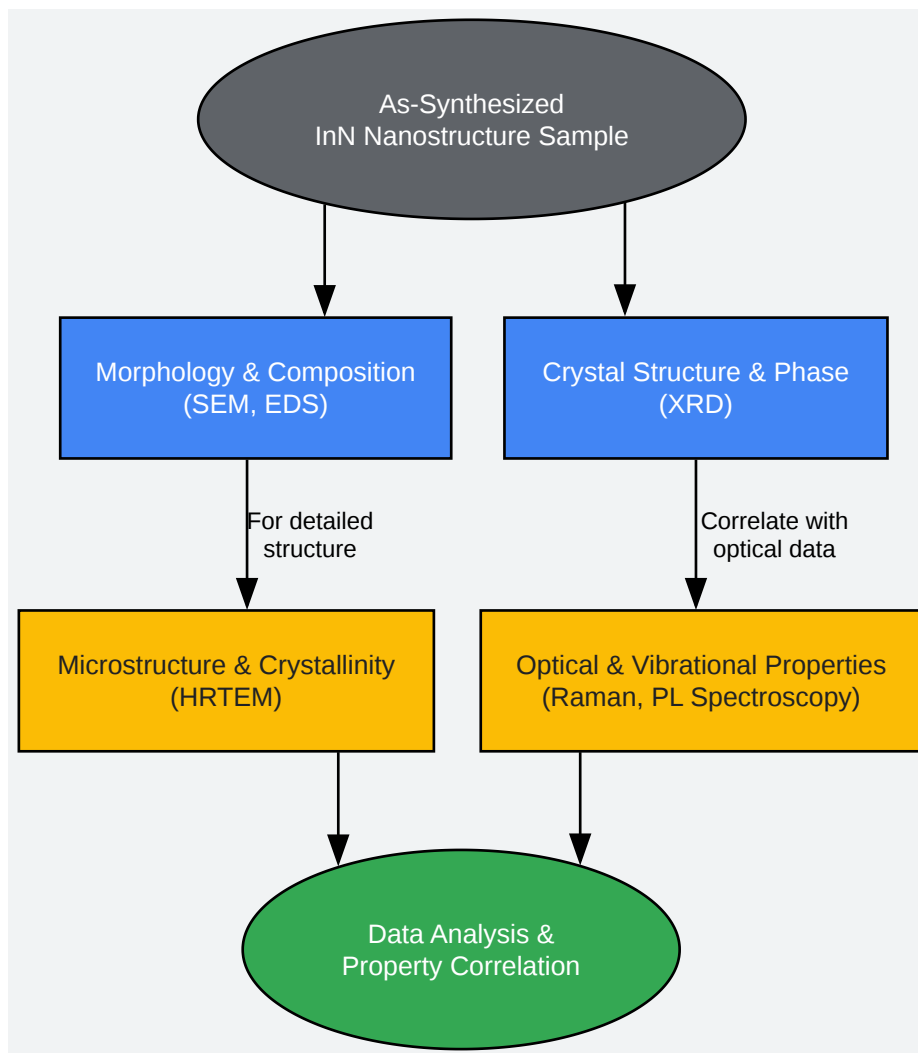 As-Synthesized
InN Nanostructure Sample
Morphology & Composition
(SEM, EDS)
Crystal Structure & Phase
(XRD)
For detailed
structure
Correlate with
optical data
Microstructure & Crystallinity
(HRTEM)
Optical & Vibrational Properties
(Raman, PL Spectroscopy)
Data Analysis &
Property Correlation